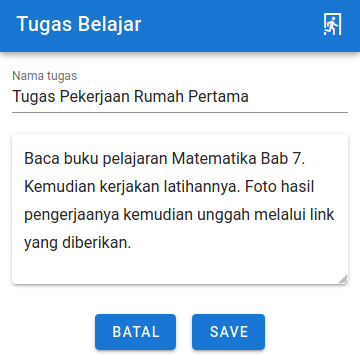 Tugas Belajar
Nama tugas
Tugas Pekerjaan Rumah Pertama
Baca buku pelajaran Matematika Bab 7.
Kemudian kerjakan latihannya. Foto hasil
pengerjaanya kemudian unggah melalui link
yang diberikan.
BATAL
SAVE